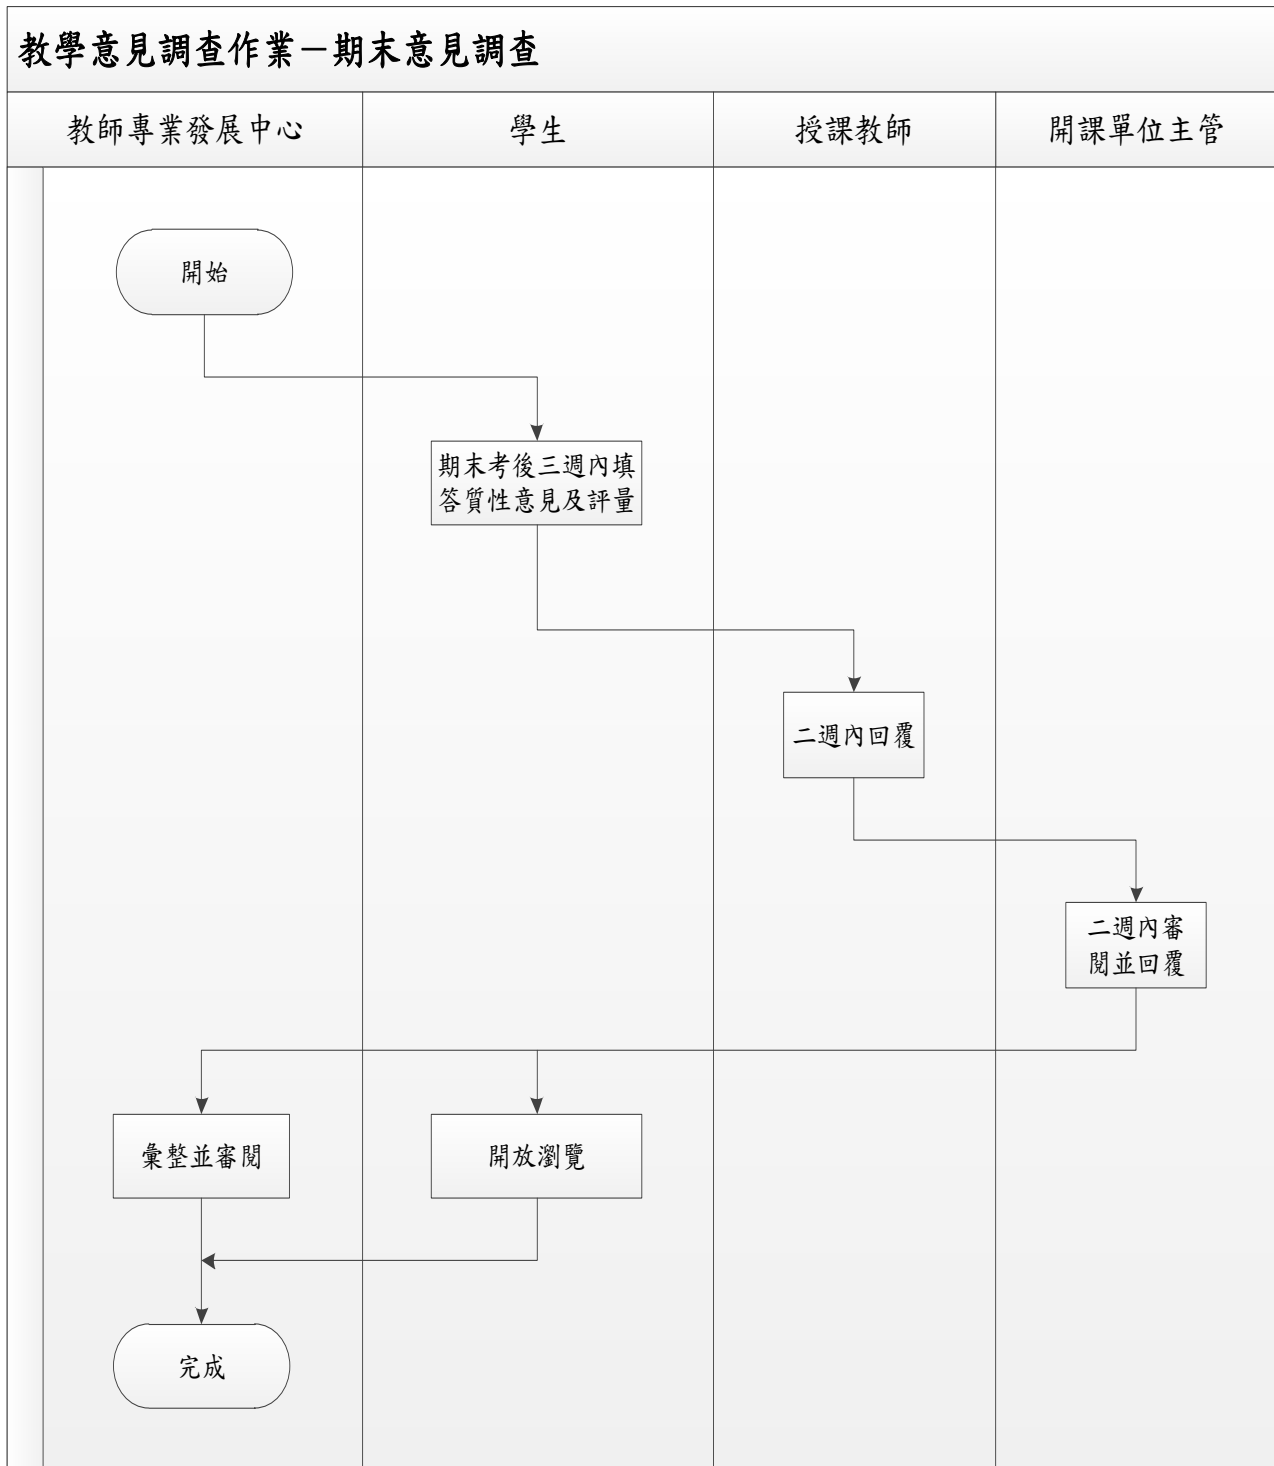 教學意見調查作業－期末意見調查
教師專業發展中心
學生
授課教師
開課單位主管
開始
期末考後三週內填
答質性意見及評量
二週內回覆
二週內審
閱並回覆
彙整並審閱
開放瀏覽
完成